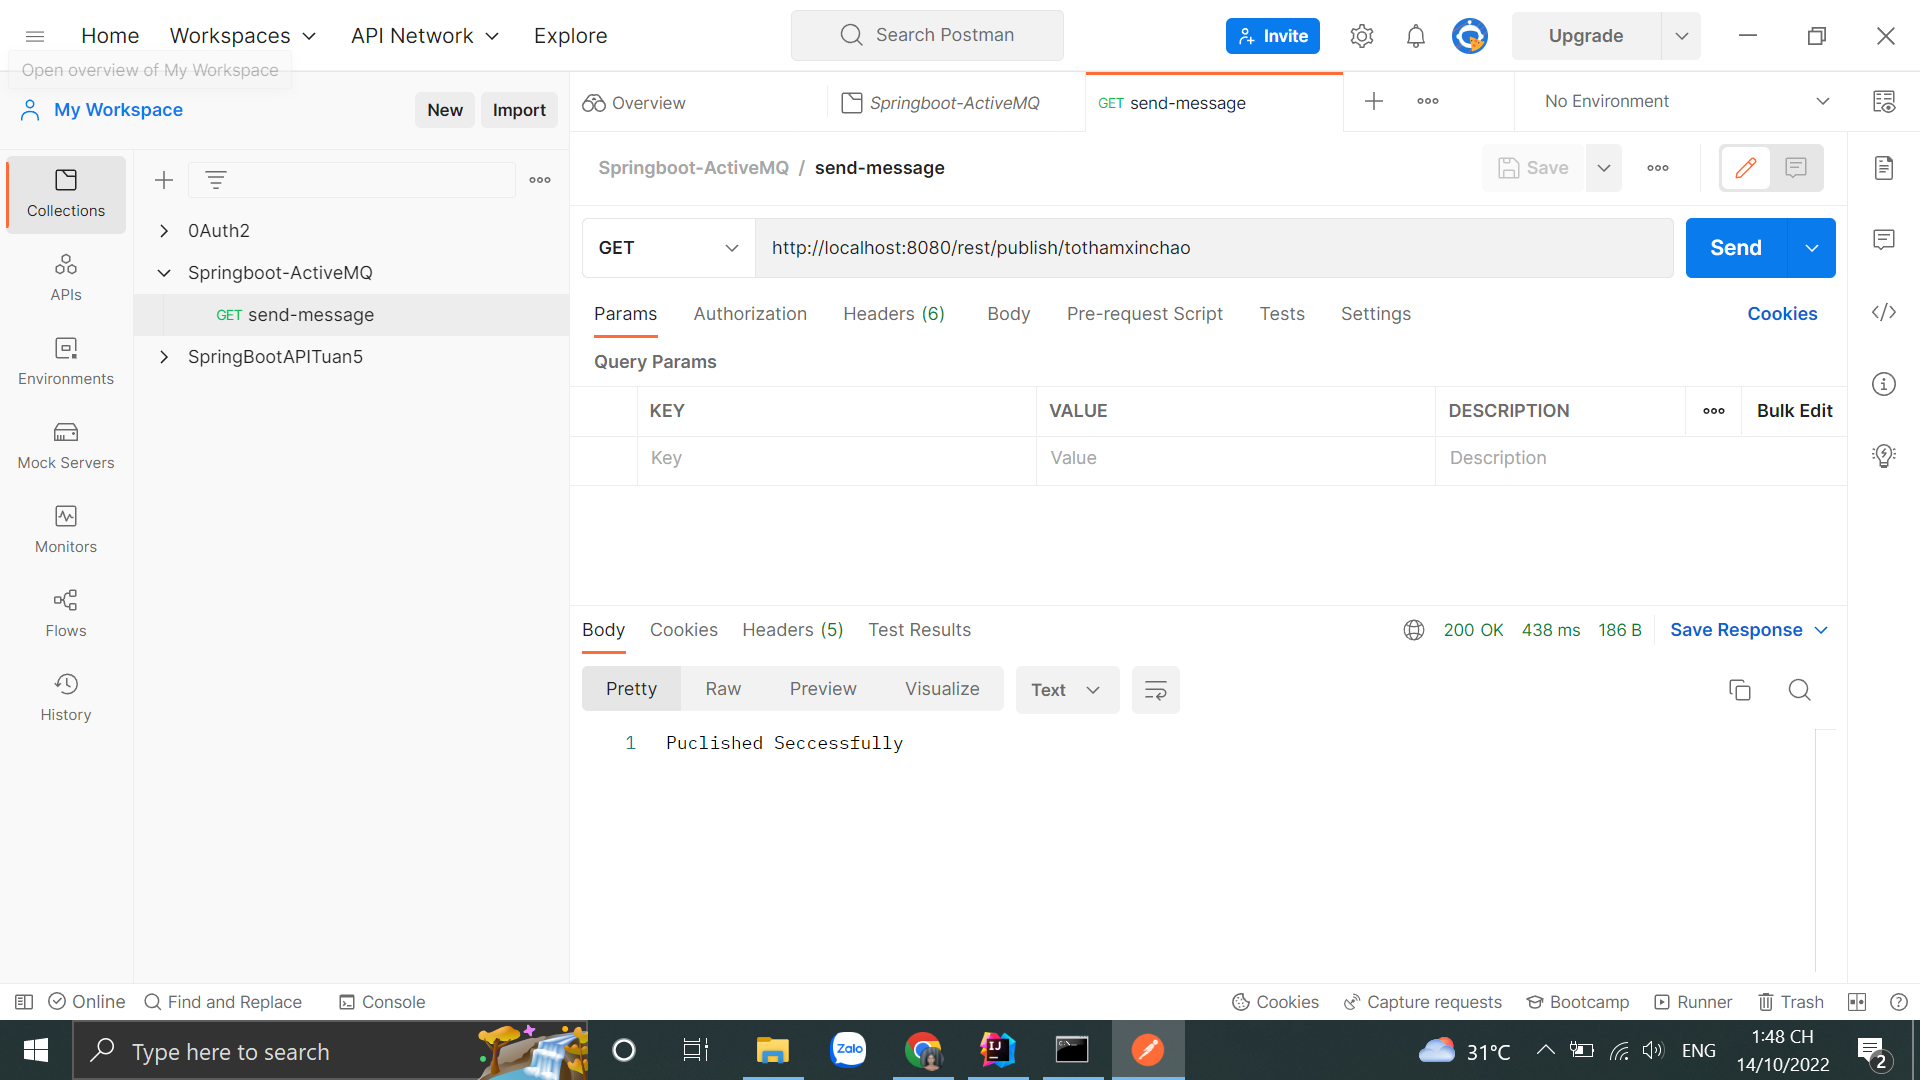 Home
Workspaces
API Network
Explore
Search Postman
Invite
Upgrade
Open overview of My Workspace
My Workspace
New
Import
Overview
Springboot-ActiveMQ
GET send-message
No Environment
Collections
APIs
Environments
Mock Servers
Monitors
Flows
History
0Auth2
Springboot-ActiveMQ
GET send-message
SpringBootAPITuan5
Springboot-ActiveMQ / send-message
Save
GET
http://localhost:8080/rest/publish/tothamxinchao
Send
Params
Authorization
Headers (6)
Body
Pre-request Script
Tests
Settings
Cookies
Query Params
KEY
VALUE
DESCRIPTION
Bulk Edit
Key
Value
Description
Body
Cookies
Headers (5)
Test Results
200 OK
438 ms
186 B
Save Response
Pretty
Raw
Preview
Visualize
Text
1 Puclished Seccessfully
Online
Find and Replace
Console
Cookies
Capture requests
Bootcamp
Runner
Trash
Type here to search
Zalo
IJ
C:\_
31°C
ENG
1:48 CH
14/10/2022
2